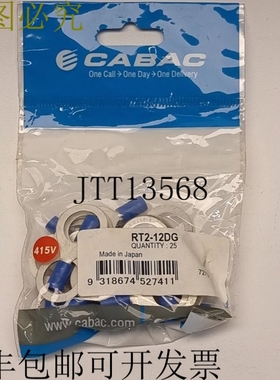 图必究
CABAC
One Call→One Day→One Delivery
JTT13568
415V
RT2-12DG
QUANTITY : 25
Made in Japan
9 318674 527411
www.cabac.com
丰包邮可开发票